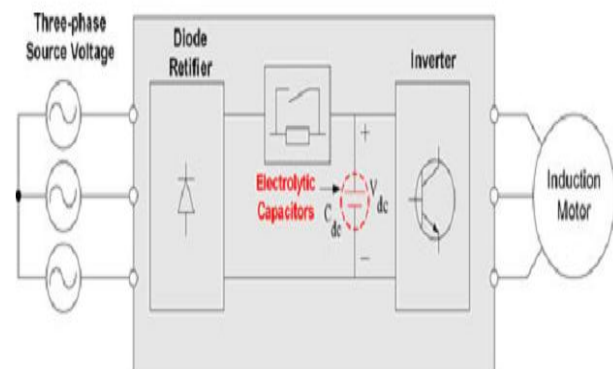 Three-phase
Source Voltage
Diode
Retifier
Inverter
Electrolytic
Capacitors
C dc
+
V dc
−
Induction
Motor